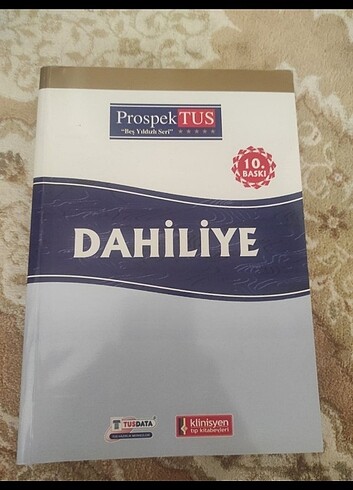 ProspekTUS
"Beş Yıldızlı Seri" ★★★★★
10.
BASKI
DAHİLİYE
TUSDATA
klinisyen
tıp kitabevleri